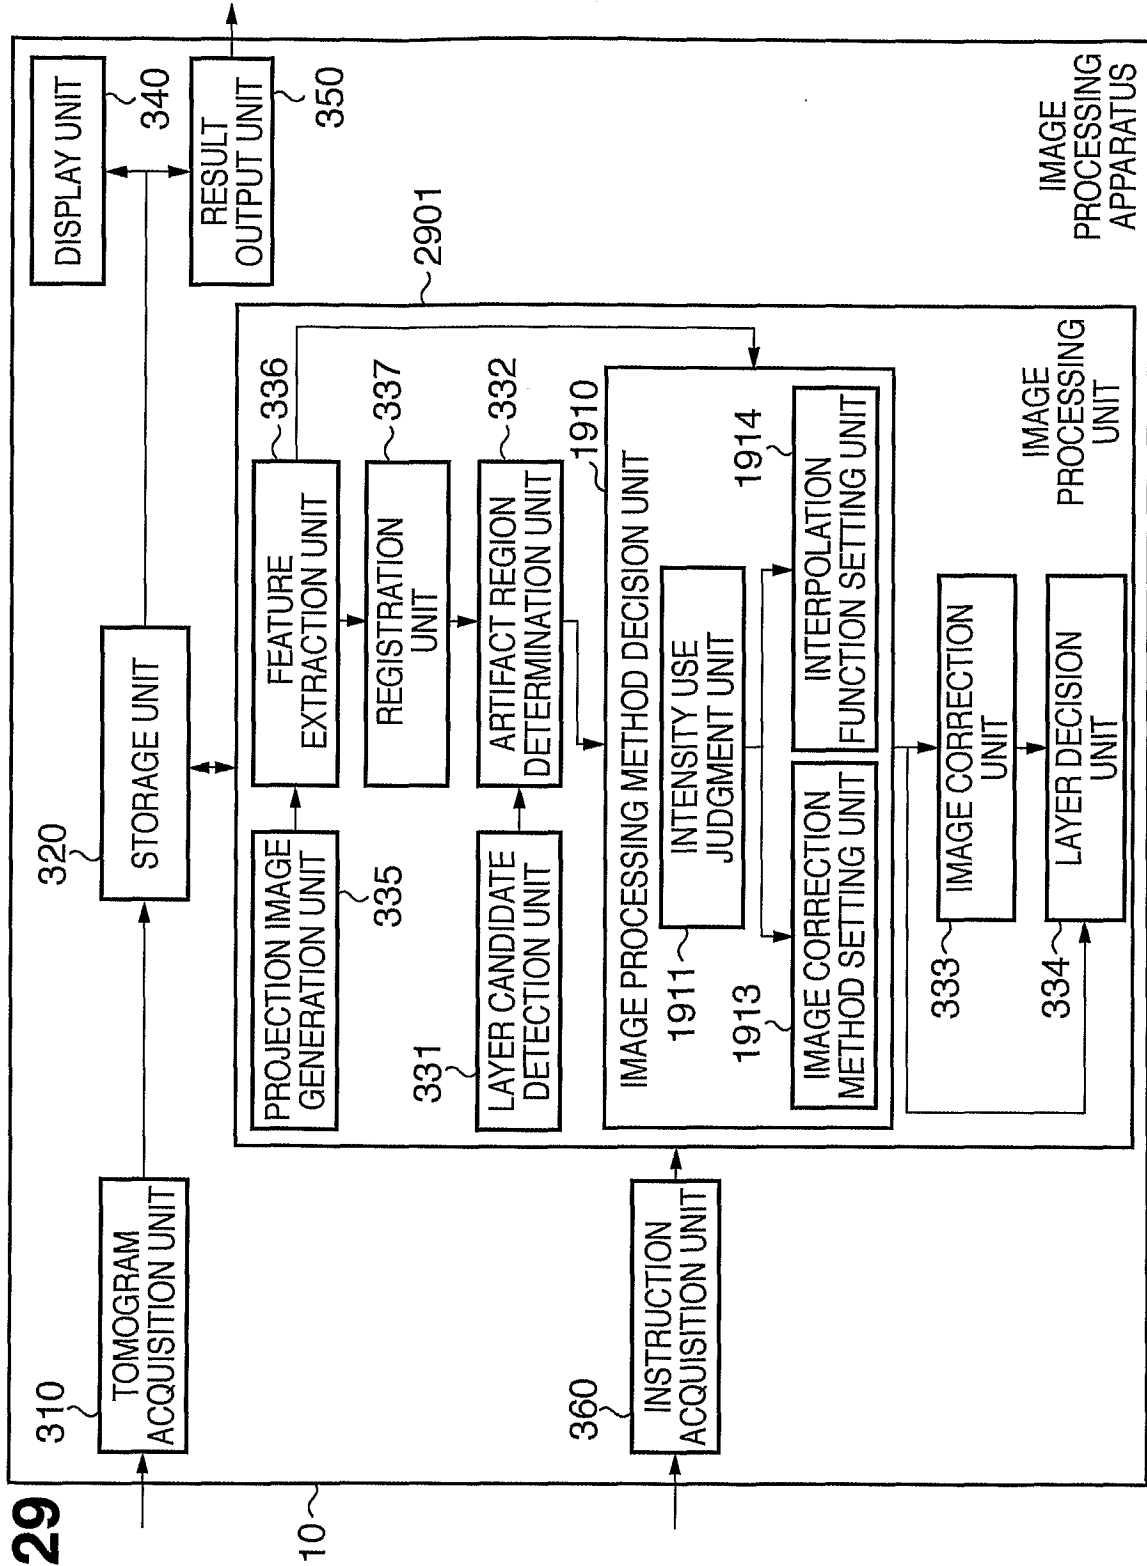 29
10
310
TOMOGRAM
ACQUISITION UNIT
320
STORAGE UNIT
DISPLAY UNIT
340
RESULT
OUTPUT UNIT
350
360
INSTRUCTION
ACQUISITION UNIT
2901
PROJECTION IMAGE
GENERATION UNIT
335
FEATURE
EXTRACTION UNIT
336
REGISTRATION
UNIT
337
331
LAYER CANDIDATE
DETECTION UNIT
ARTIFACT REGION
DETERMINATION UNIT
332
IMAGE PROCESSING METHOD DECISION UNIT
1910
1911
INTENSITY USE
JUDGMENT UNIT
1913
IMAGE CORRECTION
METHOD SETTING UNIT
1914
INTERPOLATION
FUNCTION SETTING UNIT
333
IMAGE CORRECTION
UNIT
334
LAYER DECISION
UNIT
IMAGE
PROCESSING
UNIT
IMAGE
PROCESSING
APPARATUS